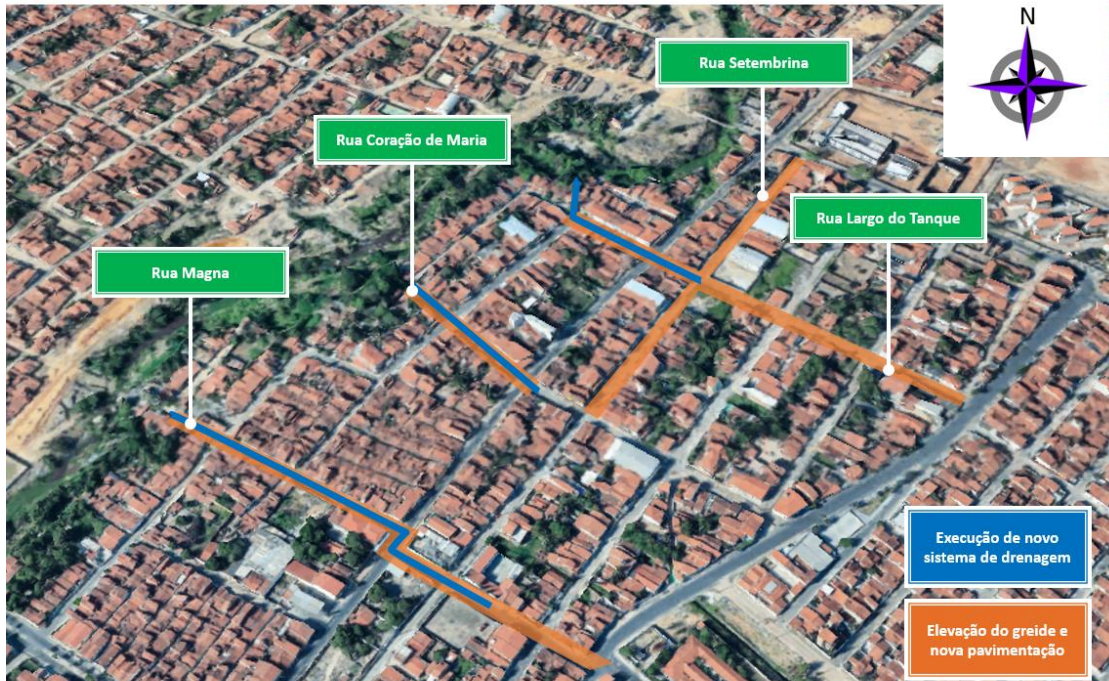 N
Rua Setembrina
Rua Coração de Maria
Rua Largo do Tanque
Rua Magna
Execução de novo
sistema de drenagem
Elevação do greide e
nova pavimentação